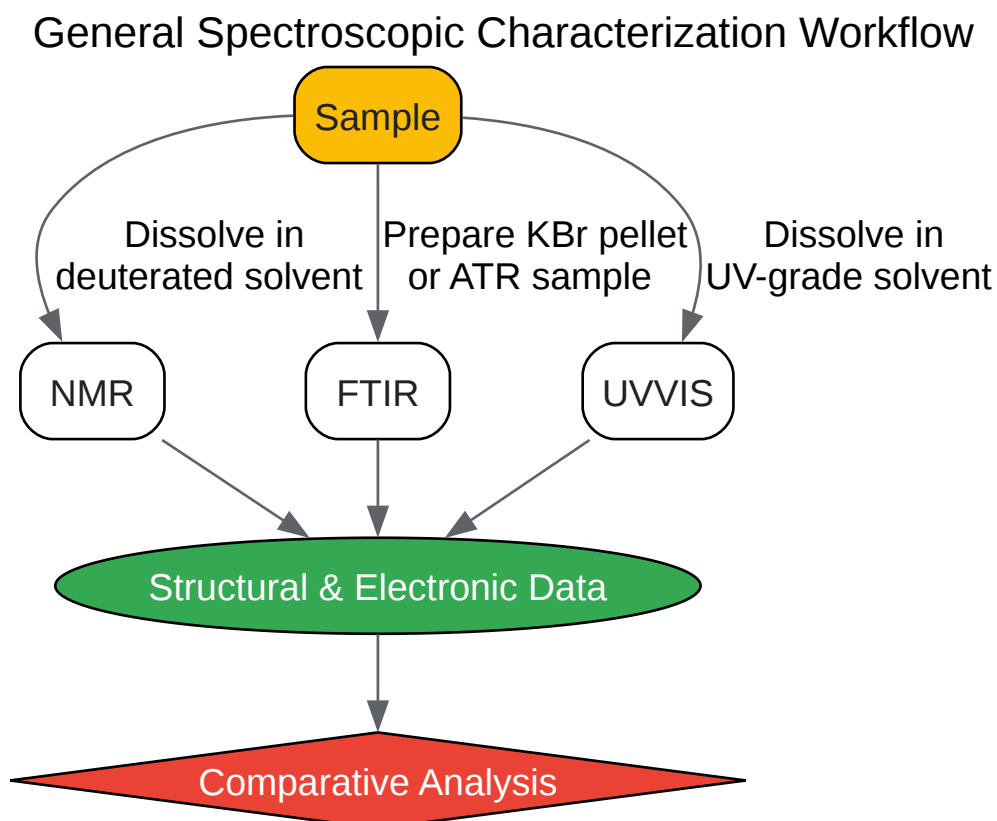 General Spectroscopic Characterization Workflow
Sample
Dissolve in
deuterated solvent
Prepare KBr pellet
or ATR sample
Dissolve in
UV-grade solvent
NMR
FTIR
UVVIS
Structural & Electronic Data
Comparative Analysis